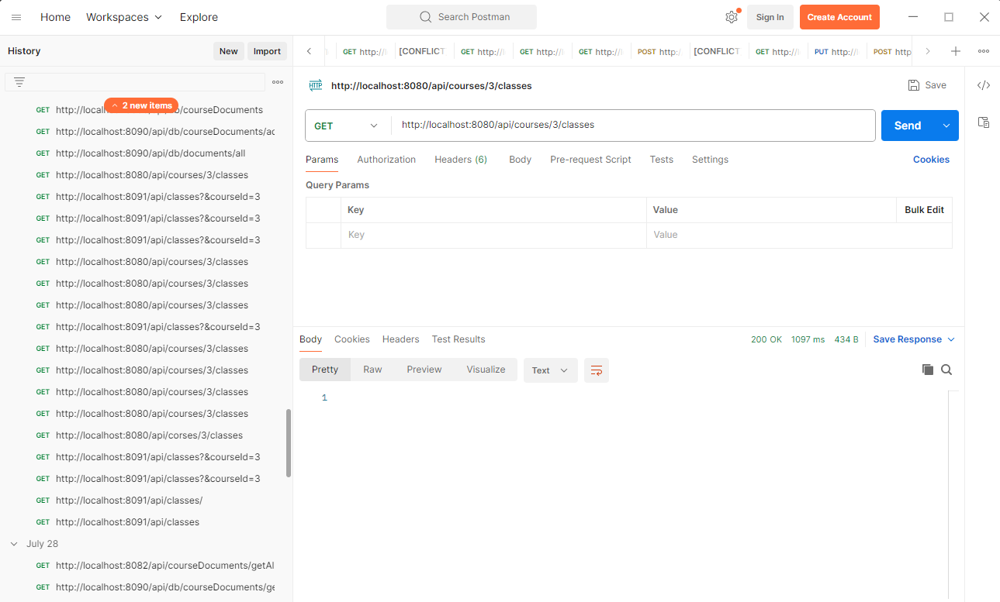 Home Workspaces Explore Search Postman Sign In Create Account
History New Import
GET http:// [CONFLICT GET http:// GET http:// GET http:// POST http: [CONFLICT GET http:// PUT http:// POST http
http://localhost:8080/api/courses/3/classes Save
2 new items
GET http://local /courseDocuments
GET http://localhost:8090/api/db/courseDocuments/ac
GET http://localhost:8090/api/db/documents/all
GET http://localhost:8080/api/courses/3/classes
GET http://localhost:8091/api/classes?&courseId=3
GET http://localhost:8091/api/classes?&courseId=3
GET http://localhost:8091/api/classes?&courseId=3
GET http://localhost:8080/api/courses/3/classes
GET http://localhost:8080/api/courses/3/classes
GET http://localhost:8080/api/courses/3/classes
GET http://localhost:8091/api/classes?&courseId=3
GET http://localhost:8080/api/courses/3/classes
GET http://localhost:8080/api/courses/3/classes
GET http://localhost:8080/api/courses/3/classes
GET http://localhost:8080/api/courses/3/classes
GET http://localhost:8080/api/corses/3/classes
GET http://localhost:8091/api/classes?&courseId=3
GET http://localhost:8091/api/classes?&courseId=3
GET http://localhost:8091/api/classes/
GET http://localhost:8091/api/classes
July 28
GET http://localhost:8082/api/courseDocuments/getAl
GET http://localhost:8090/api/db/courseDocuments/ge
GET http://localhost:8080/api/courses/3/classes Send
Params Authorization Headers (6) Body Pre-request Script Tests Settings Cookies
Query Params
Key Value Bulk Edit
Key Value
Body Cookies Headers Test Results 200 OK 1097 ms 434 B Save Response
Pretty Raw Preview Visualize Text
1